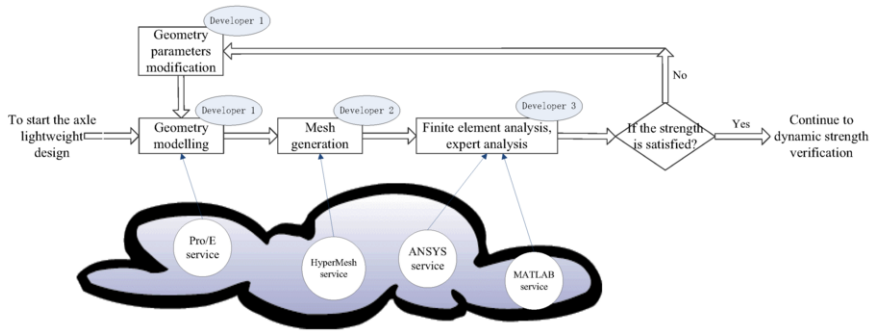 Developer 1
Geometry
parameters
modification
No
To start the axle
lightweight
design
Developer 1
Geometry
modelling
Developer 2
Mesh
generation
Developer 3
Finite element analysis,
expert analysis
If the strength
is satisfied?
Yes
Continue to
dynamic strength
verification
Pro/E
service
HyperMesh
service
ANSYS
service
MATLAB
service